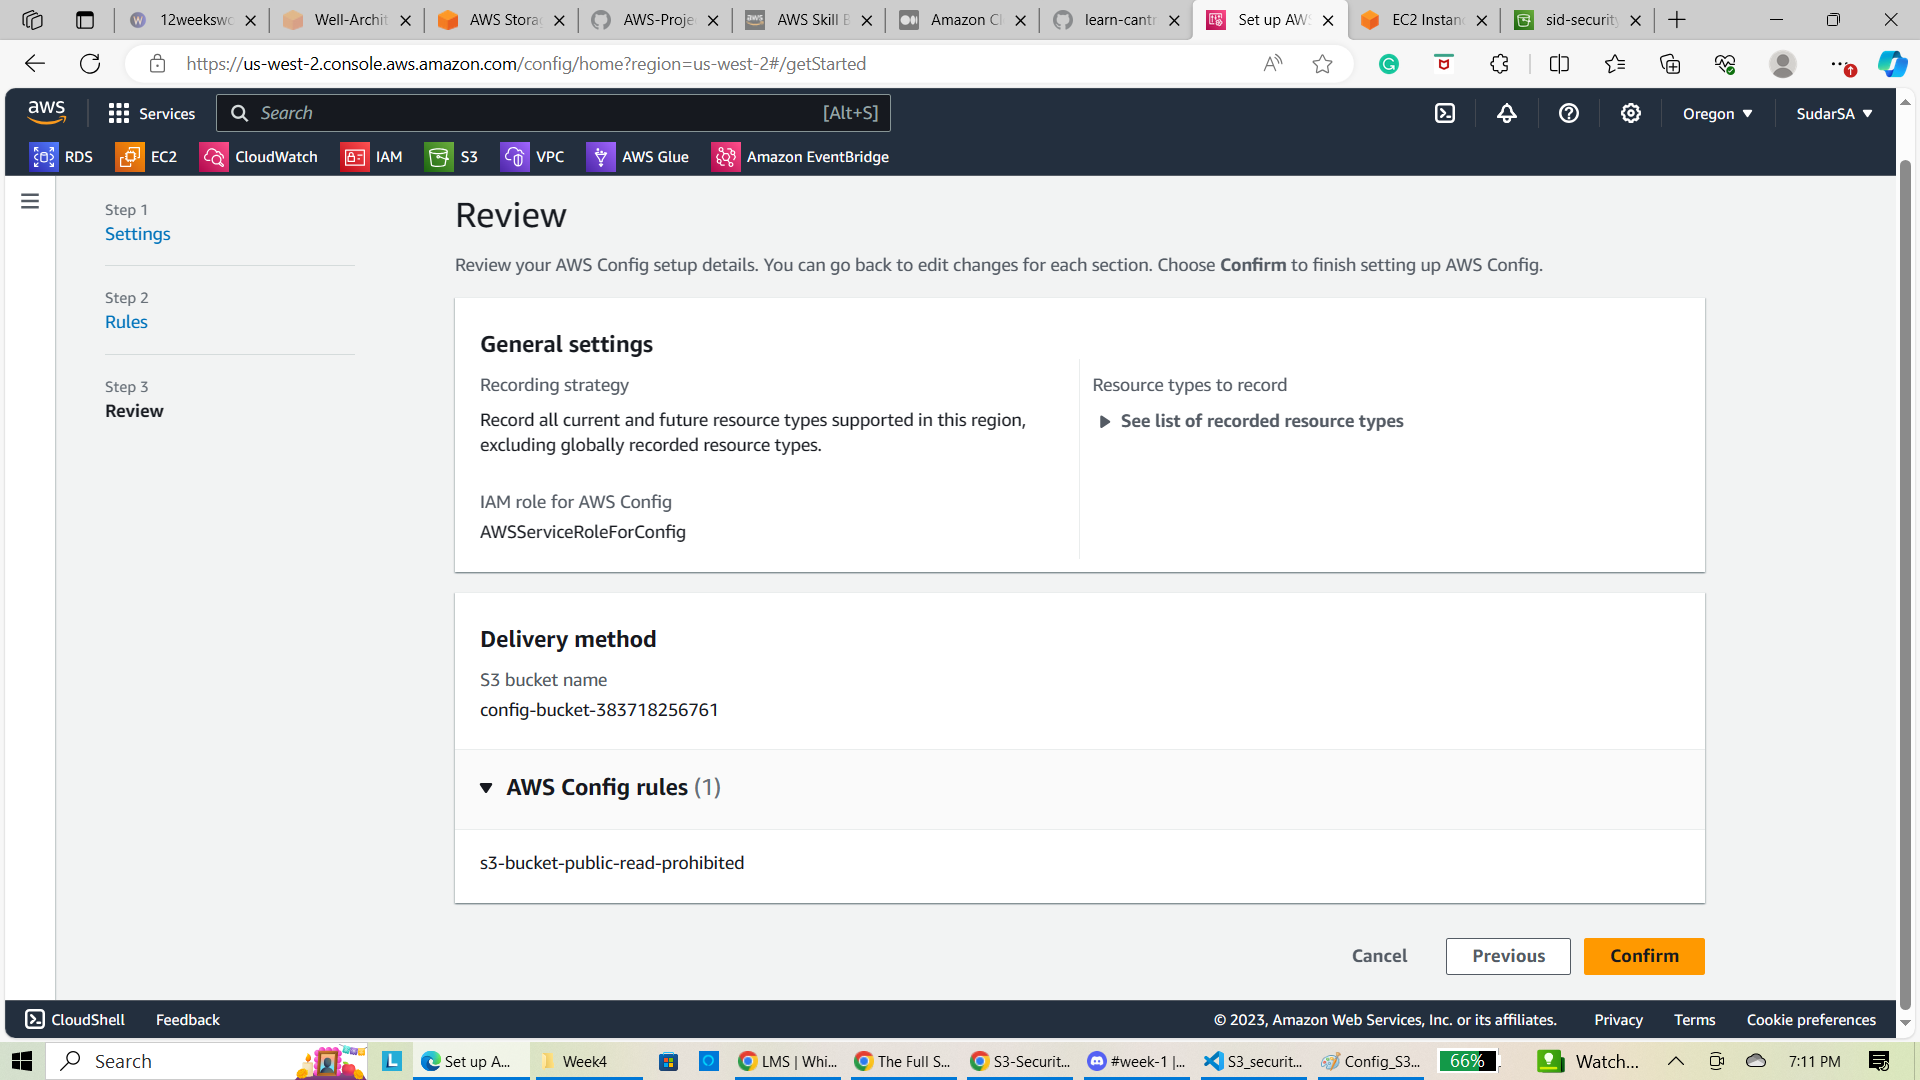 12weekswc
Well-Archit
AWS Storag
AWS-Projec
AWS Skill B
Amazon Cl
learn-cantr
Set up AWS
EC2 Instanc
sid-security
https://us-west-2.console.aws.amazon.com/config/home?region=us-west-2#/getStarted
aws
Services
Search
[Alt+S]
Oregon
SudarSA
RDS
EC2
CloudWatch
IAM
S3
VPC
AWS Glue
Amazon EventBridge
Step 1
Settings
Step 2
Rules
Step 3
Review
Review
Review your AWS Config setup details. You can go back to edit changes for each section. Choose Confirm to finish setting up AWS Config.
General settings
Recording strategy
Record all current and future resource types supported in this region,
excluding globally recorded resource types.
IAM role for AWS Config
AWSServiceRoleForConfig
Resource types to record
See list of recorded resource types
Delivery method
S3 bucket name
config-bucket-383718256761
AWS Config rules (1)
s3-bucket-public-read-prohibited
Cancel
Previous
Confirm
CloudShell
Feedback
© 2023, Amazon Web Services, Inc. or its affiliates.
Privacy
Terms
Cookie preferences
Search
Set up A...
Week4
LMS | Whi...
The Full S...
S3-Securit...
#week-1 |...
S3_securit...
Config_S3...
66%
Watch...
7:11 PM